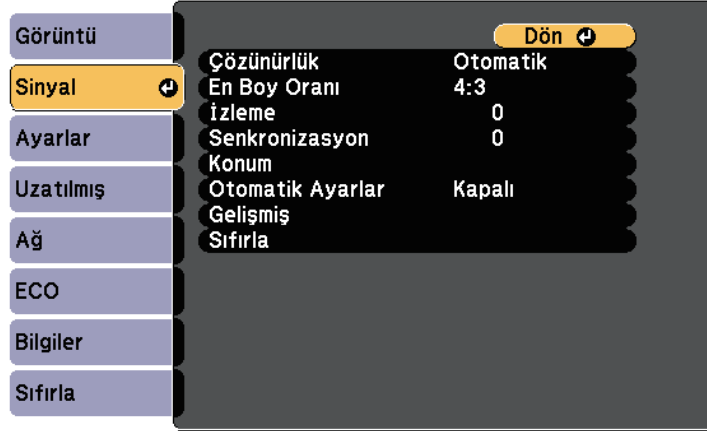 Görüntü
Sinyal
Ayarlar
Uzatılmış
Ağ
ECO
Bilgiler
Sıfırla
Dön
Çözünürlük Otomatik
En Boy Oranı 4:3
İzleme 0
Senkronizasyon 0
Konum
Otomatik Ayarlar Kapalı
Gelişmiş
Sıfırla